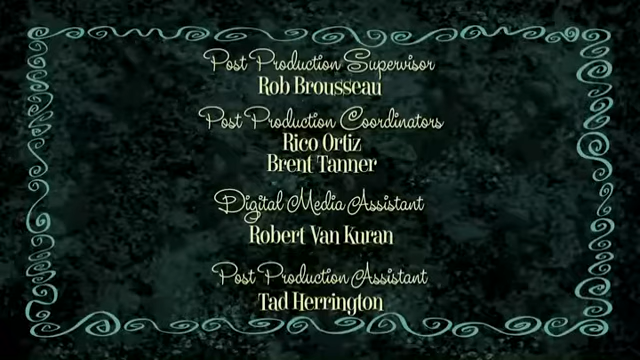 Post Production Supervisor
Rob Brousseau
Post Production Coordinators
Rico Ortiz
Brent Tanner
Digital Media Assistant
Robert Van Kuran
Post Production Assistant
Tad Herrington